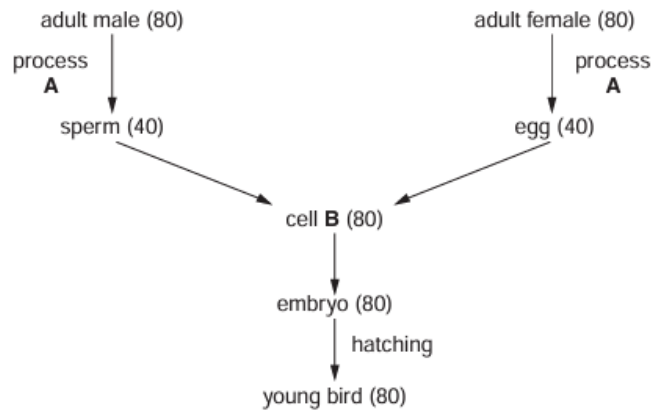 adult male (80)
adult female (80)
process
A
process
A
sperm (40)
egg (40)
cell B (80)
embryo (80)
hatching
young bird (80)